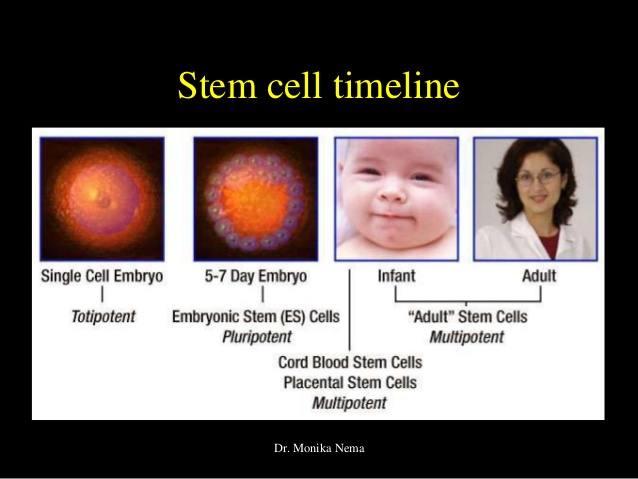 Stem cell timeline
Single Cell Embryo
Totipotent
5-7 Day Embryo
Embryonic Stem (ES) Cells
Pluripotent
Infant
Adult
“Adult” Stem Cells
Multipotent
Cord Blood Stem Cells
Placental Stem Cells
Multipotent
Dr. Monika Nema